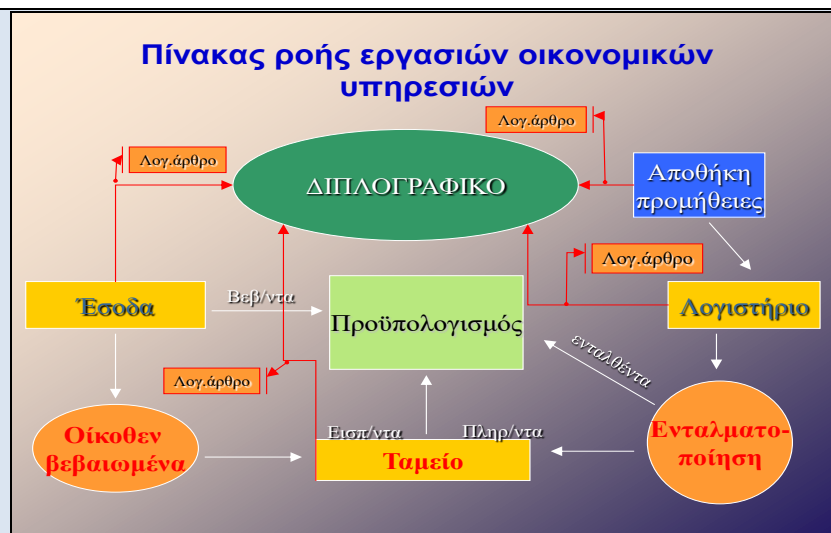 Πίνακας ροής εργασιών οικονομικών
υπηρεσιών
Λογ.άρθρο
Λογ.άρθρο
ΔΙΠΛΟΓΡΑΦΙΚΟ
Αποθήκη
προμήθειες
Λογ.άρθρο
Έσοδα
Βεβ/ντα
Προϋπολογισμός
Λογιστήριο
ενταλθέντα
Λογ.άρθρο
Οίκοθεν
βεβαιωμένα
Εισπ/ντα
Πληρ/ντα
Ταμείο
Ενταλματο-
ποίηση